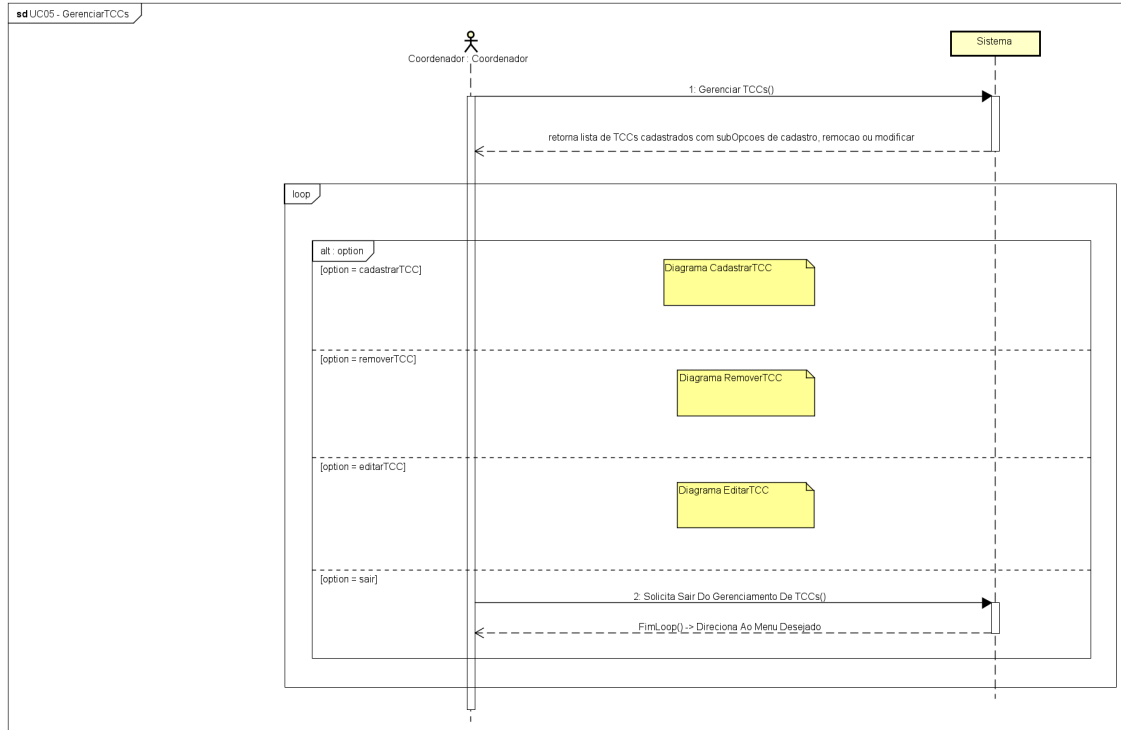 sd UC05 - GerenciarTCCs
Coordenador : Coordenador
Sistema
1: Gerenciar TCCs()
retorna lista de TCCs cadastrados com subOpcoes de cadastro, remocao ou modificar
loop
alt : option
[option = cadastrarTCC]
Diagrama CadastrarTCC
[option = removerTCC]
Diagrama RemoverTCC
[option = editarTCC]
Diagrama EditarTCC
[option = sair]
2: Solicita Sair Do Gerenciamento De TCCs()
FimLoop() -> Direciona Ao Menu Desejado